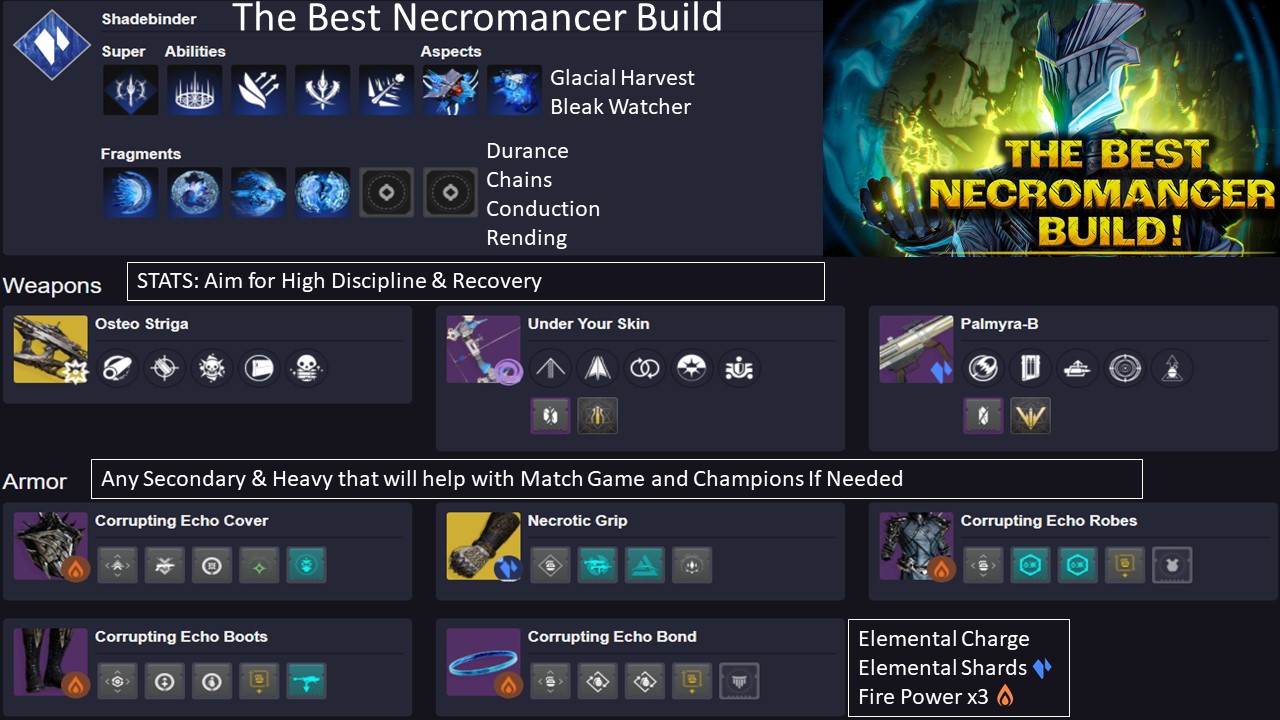 Shadebinder
The Best Necromancer Build
Super Abilities Aspects
Glacial Harvest
Bleak Watcher
Fragments
Durance
Chains
Conduction
Rending
THE BEST
NECROMANCER
BUILD!
Weapons
STATS: Aim for High Discipline & Recovery
Osteo Striga
Under Your Skin
Palmyra-B
Armor
Any Secondary & Heavy that will help with Match Game and Champions If Needed
Corrupting Echo Cover
Necrotic Grip
Corrupting Echo Robes
Corrupting Echo Boots
Corrupting Echo Bond
Elemental Charge
Elemental Shards
Fire Power x3